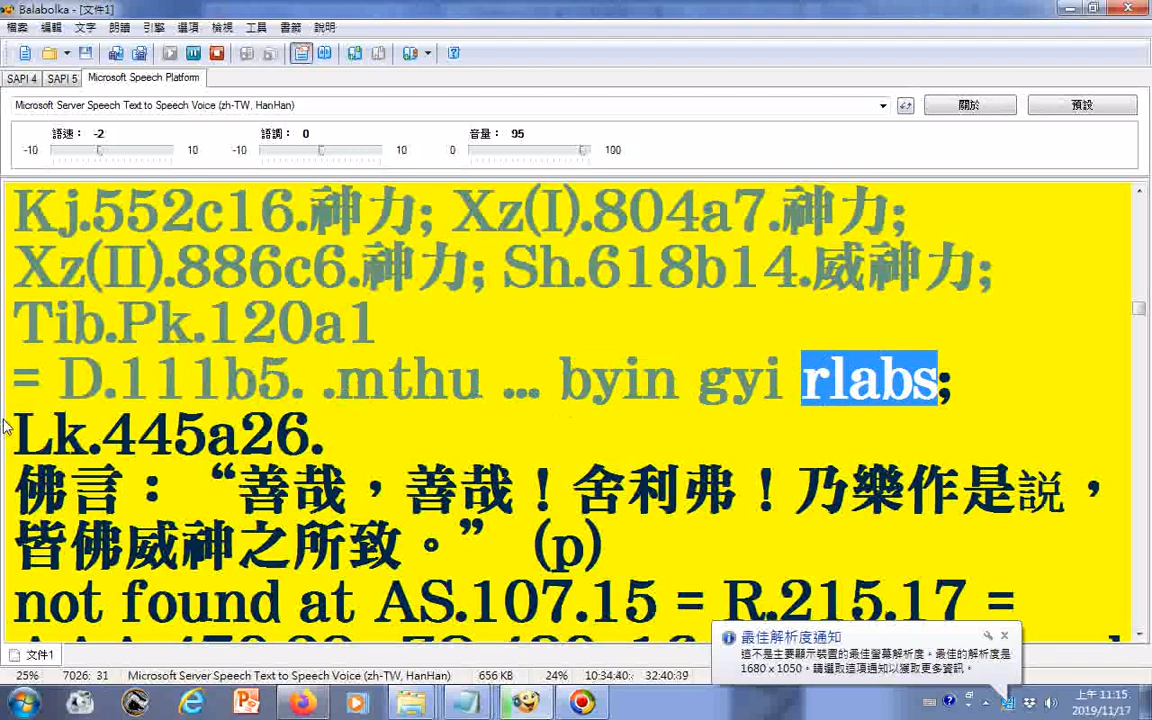 Balabolka - [文件1]
檔案 編輯 文字 朗讀 引擎 選項 檢視 工具 書籤 說明
SAPI 4 SAPI 5 Microsoft Speech Platform
Microsoft Server Speech Text to Speech Voice (zh-TW, HanHan) 關於 預設
語速： -2 語調： 0 音量： 95
-10 10 -10 10 0 100
Kj.552c16.神力; Xz(I).804a7.神力;
Xz(II).886c6.神力; Sh.618b14.威神力;
Tib.Pk.120a1
= D.111b5. .mthu ... byin gyi rlabs;
Lk.445a26.
佛言：“善哉，善哉！舍利弗！乃樂作是説，
皆佛威神之所致。” (p)
not found at AS.107.15 = R.215.17 =
最佳解析度通知
這不是主要顯示裝置的最佳螢幕解析度。最佳的解析度是
1680 x 1050。請選取這項通知以獲取更多資訊。
文件1
25% 7026: 31 Microsoft Server Speech Text to Speech Voice (zh-TW, HanHan) 656 KB 24% 10:34:40 32:40:39
上午 11:15
2019/11/17